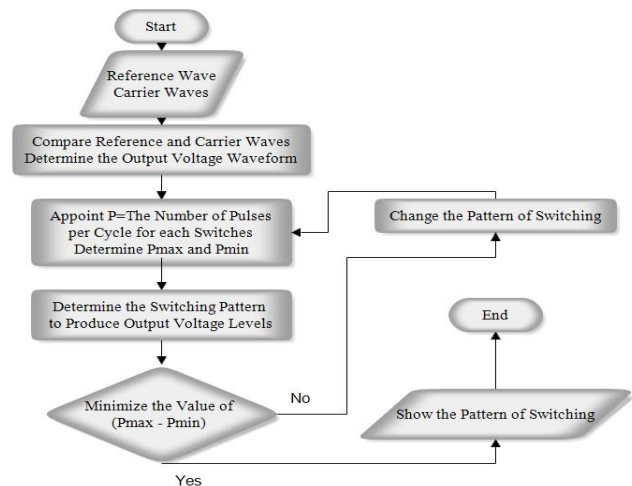 Start
Reference Wave
Carrier Waves
Compare Reference and Carrier Waves
Determine the Output Voltage Waveform
Appoint P=The Number of Pulses
per Cycle for each Switches
Determine Pmax and Pmin
Change the Pattern of Switching
Determine the Switching Pattern
to Produce Output Voltage Levels
End
No
Minimize the Value of
(Pmax - Pmin)
Show the Pattern of Switching
Yes